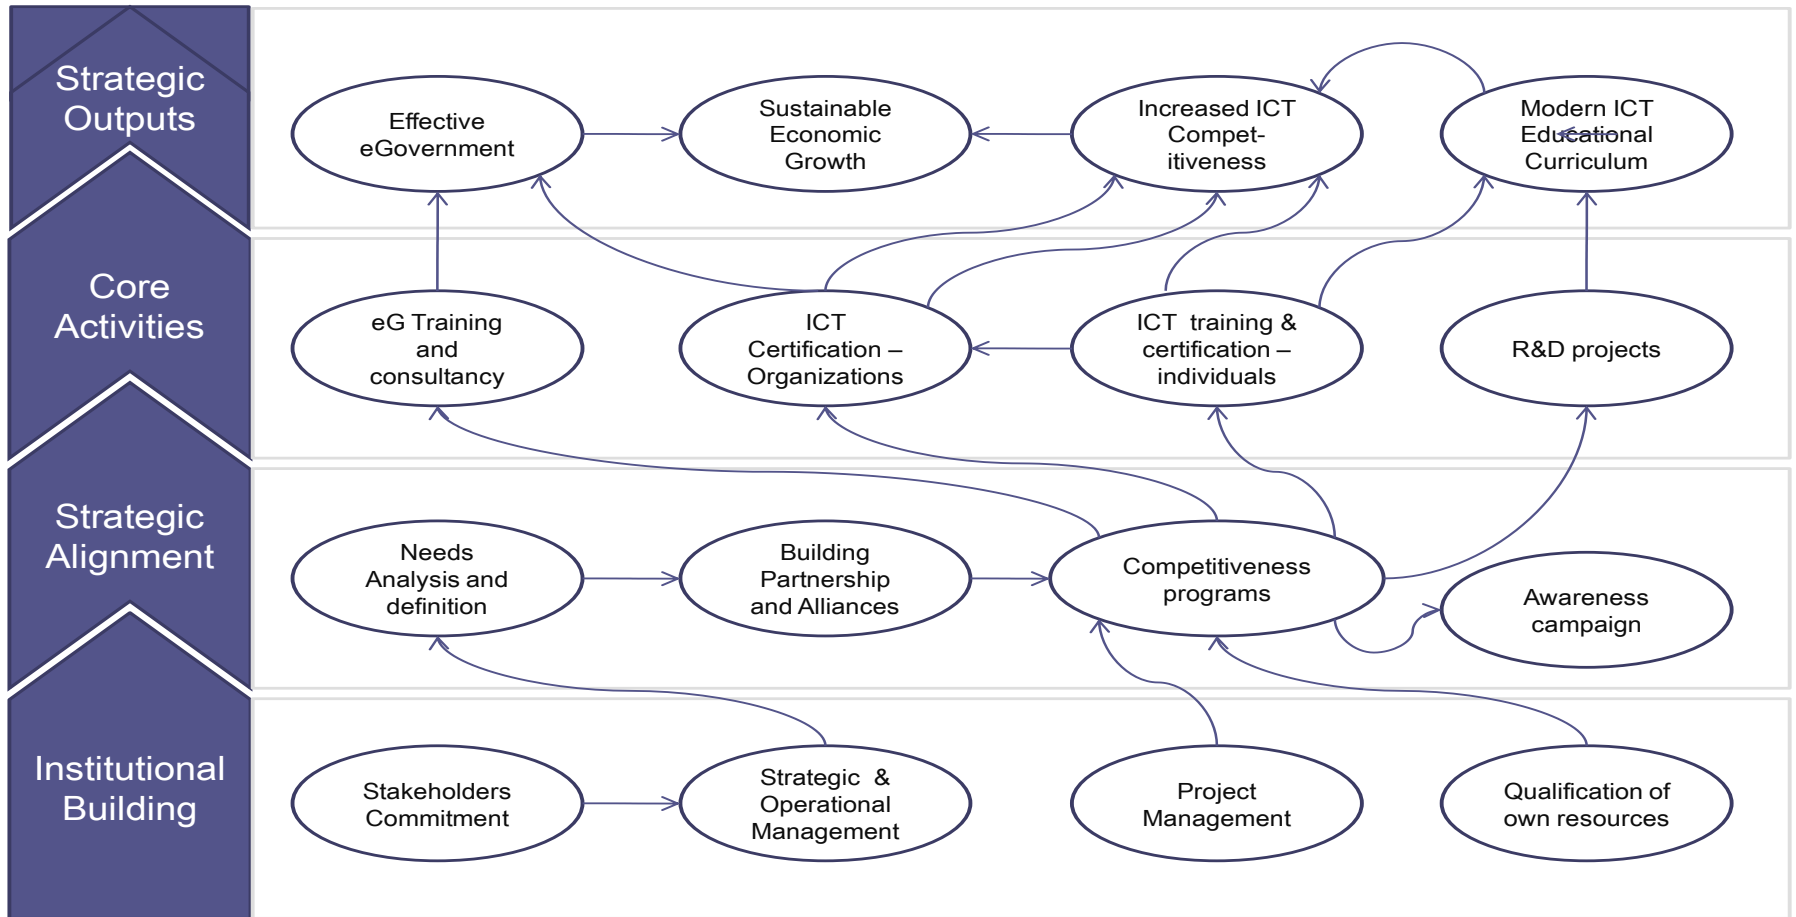 Strategic
Outputs
Effective
eGovernment
Sustainable
Economic
Growth
Increased ICT
Compet-
itiveness
Modern ICT
Educational
Curriculum
Core
Activities
eG Training
and
consultancy
ICT
Certification –
Organizations
ICT  training &
certification –
individuals
R&D projects
Strategic
Alignment
Needs
Analysis and
definition
Building
Partnership
and Alliances
Competitiveness
programs
Awareness
campaign
Institutional
Building
Stakeholders
Commitment
Strategic  &
Operational
Management
Project
Management
Qualification of
own resources